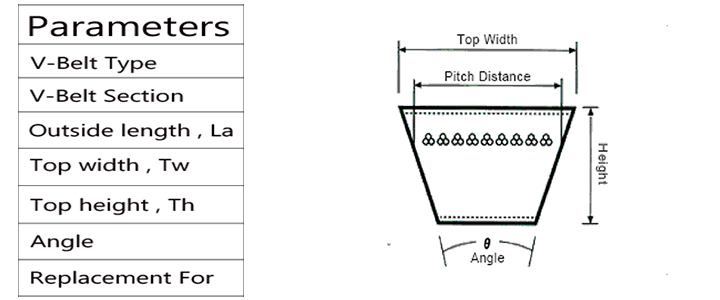 Parameters
V-Belt Type
V-Belt Section
Outside length , La
Top width , Tw
Top height , Th
Angle
Replacement For
Top Width
Pitch Distance
Height
θ
Angle